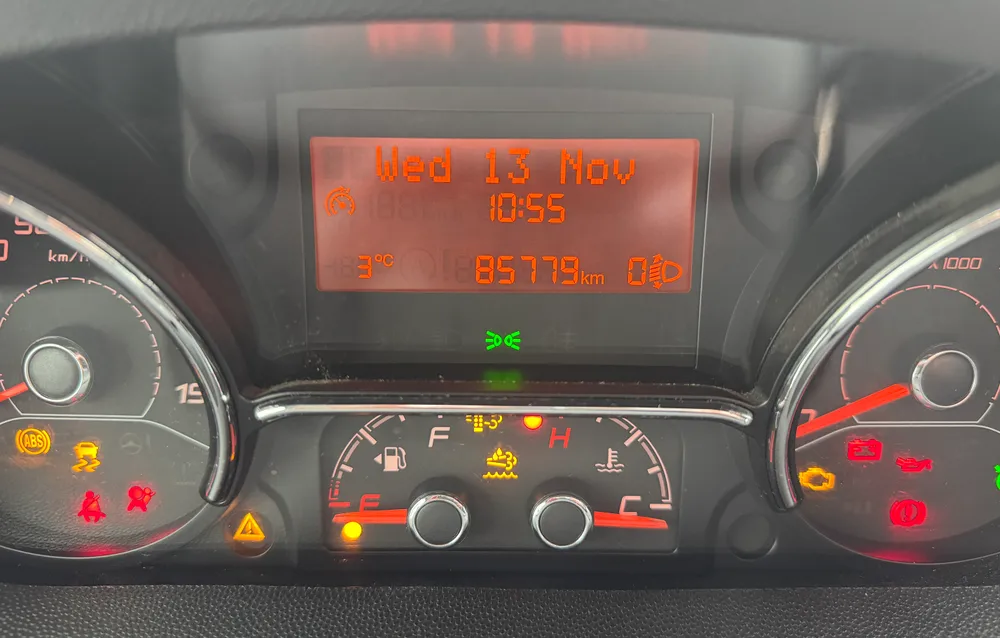 Wed 13 Nov
10:55
3°C 85779km 0
km/h
x1000
ABS
F H
E C